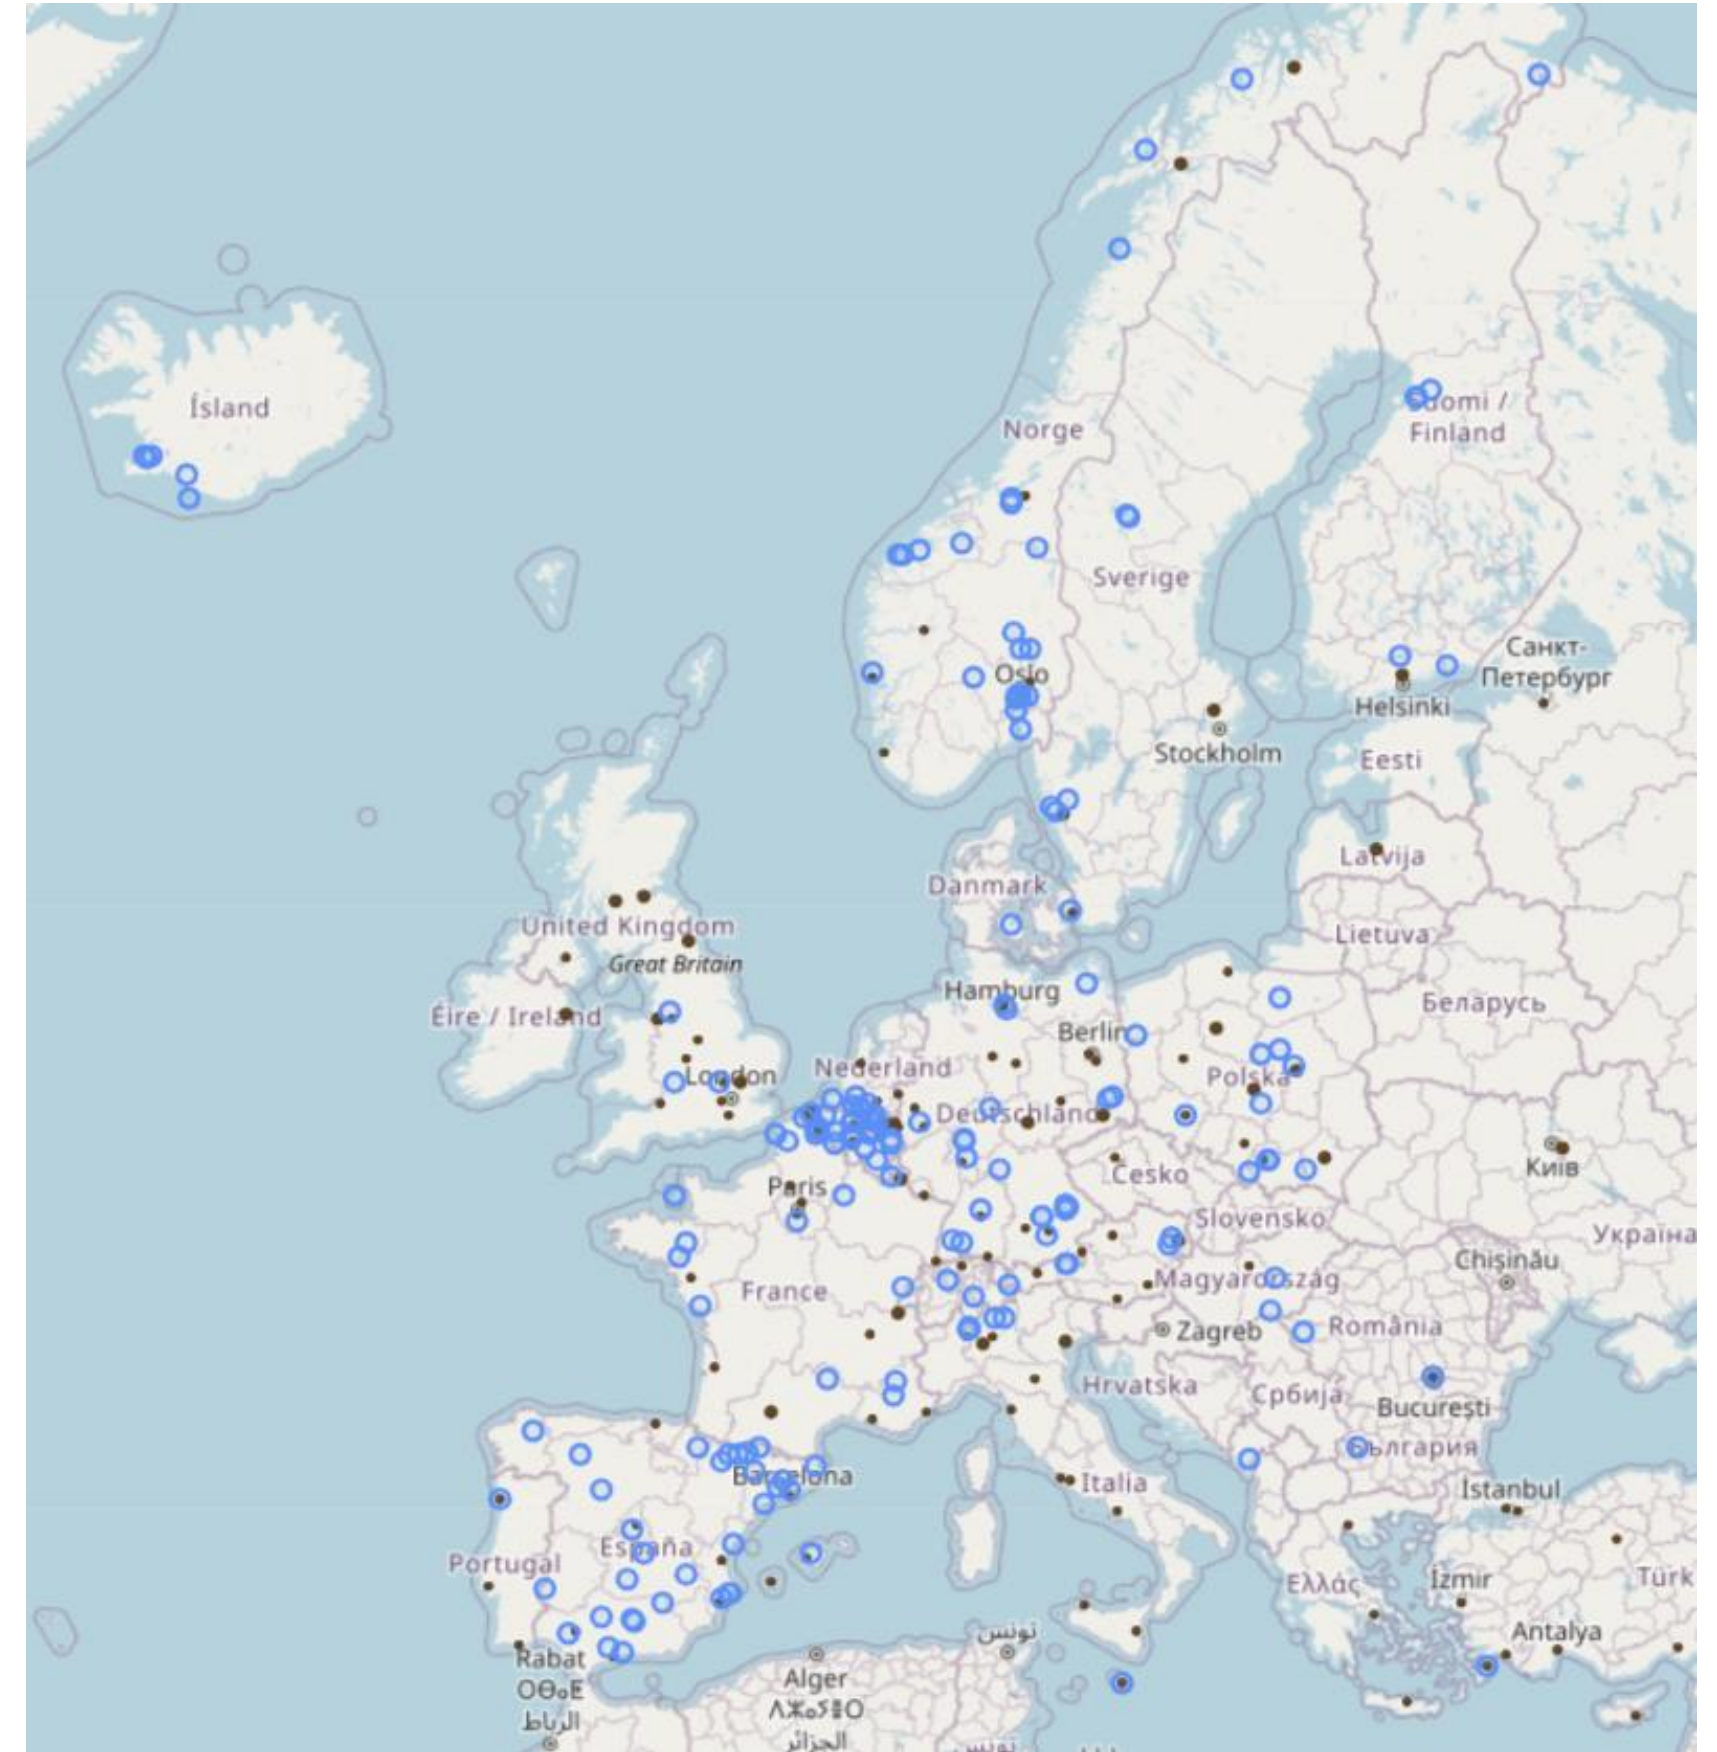 Ísland
Norge
Suomi /
Finland
Sverige
Oslo
Санкт-
Петербург
Helsinki
Stockholm
Eesti
Latvija
Danmark
United Kingdom
Lietuva
Great Britain
Hamburg
Беларусь
Éire / Ireland
Berlin
Nederland
London
Polska
Deutschland
Київ
Česko
Paris
Slovensko
Україна
Chișinău
Magyarország
France
România
Zagreb
Hrvatska
Србија
București
България
Barcelona
Italia
İstanbul
España
Portugal
Ελλάς
İzmir
Türk
تونس
Antalya
Rabat
ⵔⴱⴰⵟ
الرباط
Alger
الجزائر